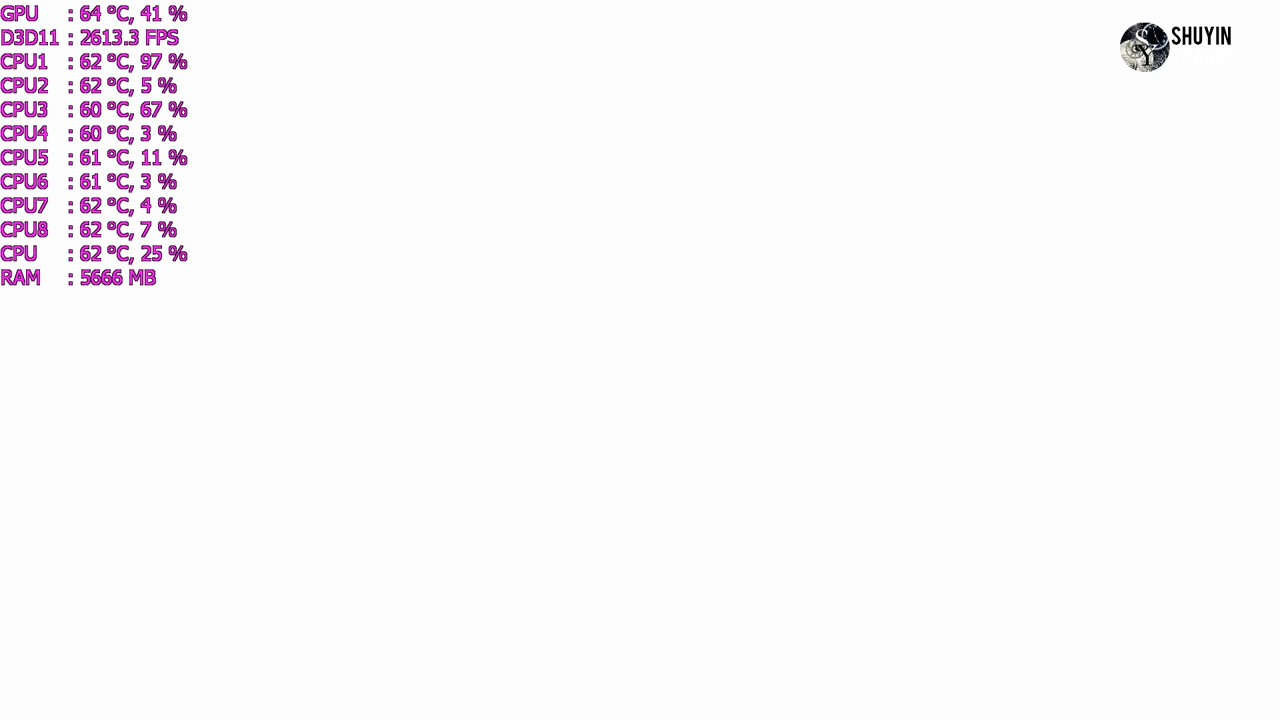 GPU : 64 °C, 41 %
D3D11 : 2613.3 FPS
CPU1 : 62 °C, 97 %
CPU2 : 62 °C, 5 %
CPU3 : 60 °C, 67 %
CPU4 : 60 °C, 3 %
CPU5 : 61 °C, 11 %
CPU6 : 61 °C, 3 %
CPU7 : 62 °C, 4 %
CPU8 : 62 °C, 7 %
CPU : 62 °C, 25 %
RAM : 5666 MB
SHUYIN